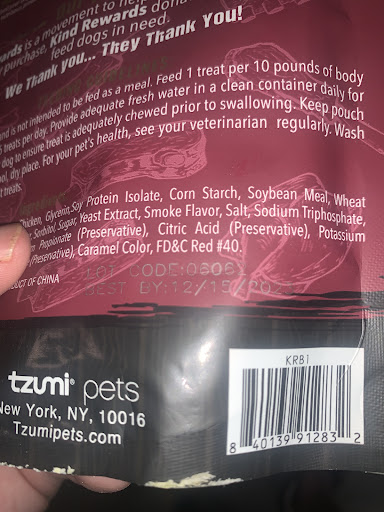 is a movement to help
purchase, Kind Rewards dona
feed dogs in need.
We Thank you... They Thank You!
nd is not intended to be fed as a meal. Feed 1 treat per 10 pounds of body
treats per day. Provide adequate fresh water in a clean container daily for
dog to ensure treat is adequately chewed prior to swallowing. Keep pouch
ol, dry place. For your pet's health, see your veterinarian regularly. Wash
treats.
Chicken, Glycerin, Soy Protein Isolate, Corn Starch, Soybean Meal, Wheat
Sorbitol, Sugar, Yeast Extract, Smoke Flavor, Salt, Sodium Triphosphate,
Propionate (Preservative), Citric Acid (Preservative), Potassium
(Preservative), Caramel Color, FD&C Red #40.
UCT OF CHINA
LOT CODE:06061
BEST BY:12/15/20
tzumi® pets
New York, NY, 10016
Tzumipets.com
KRB1
8 40139 91283 2